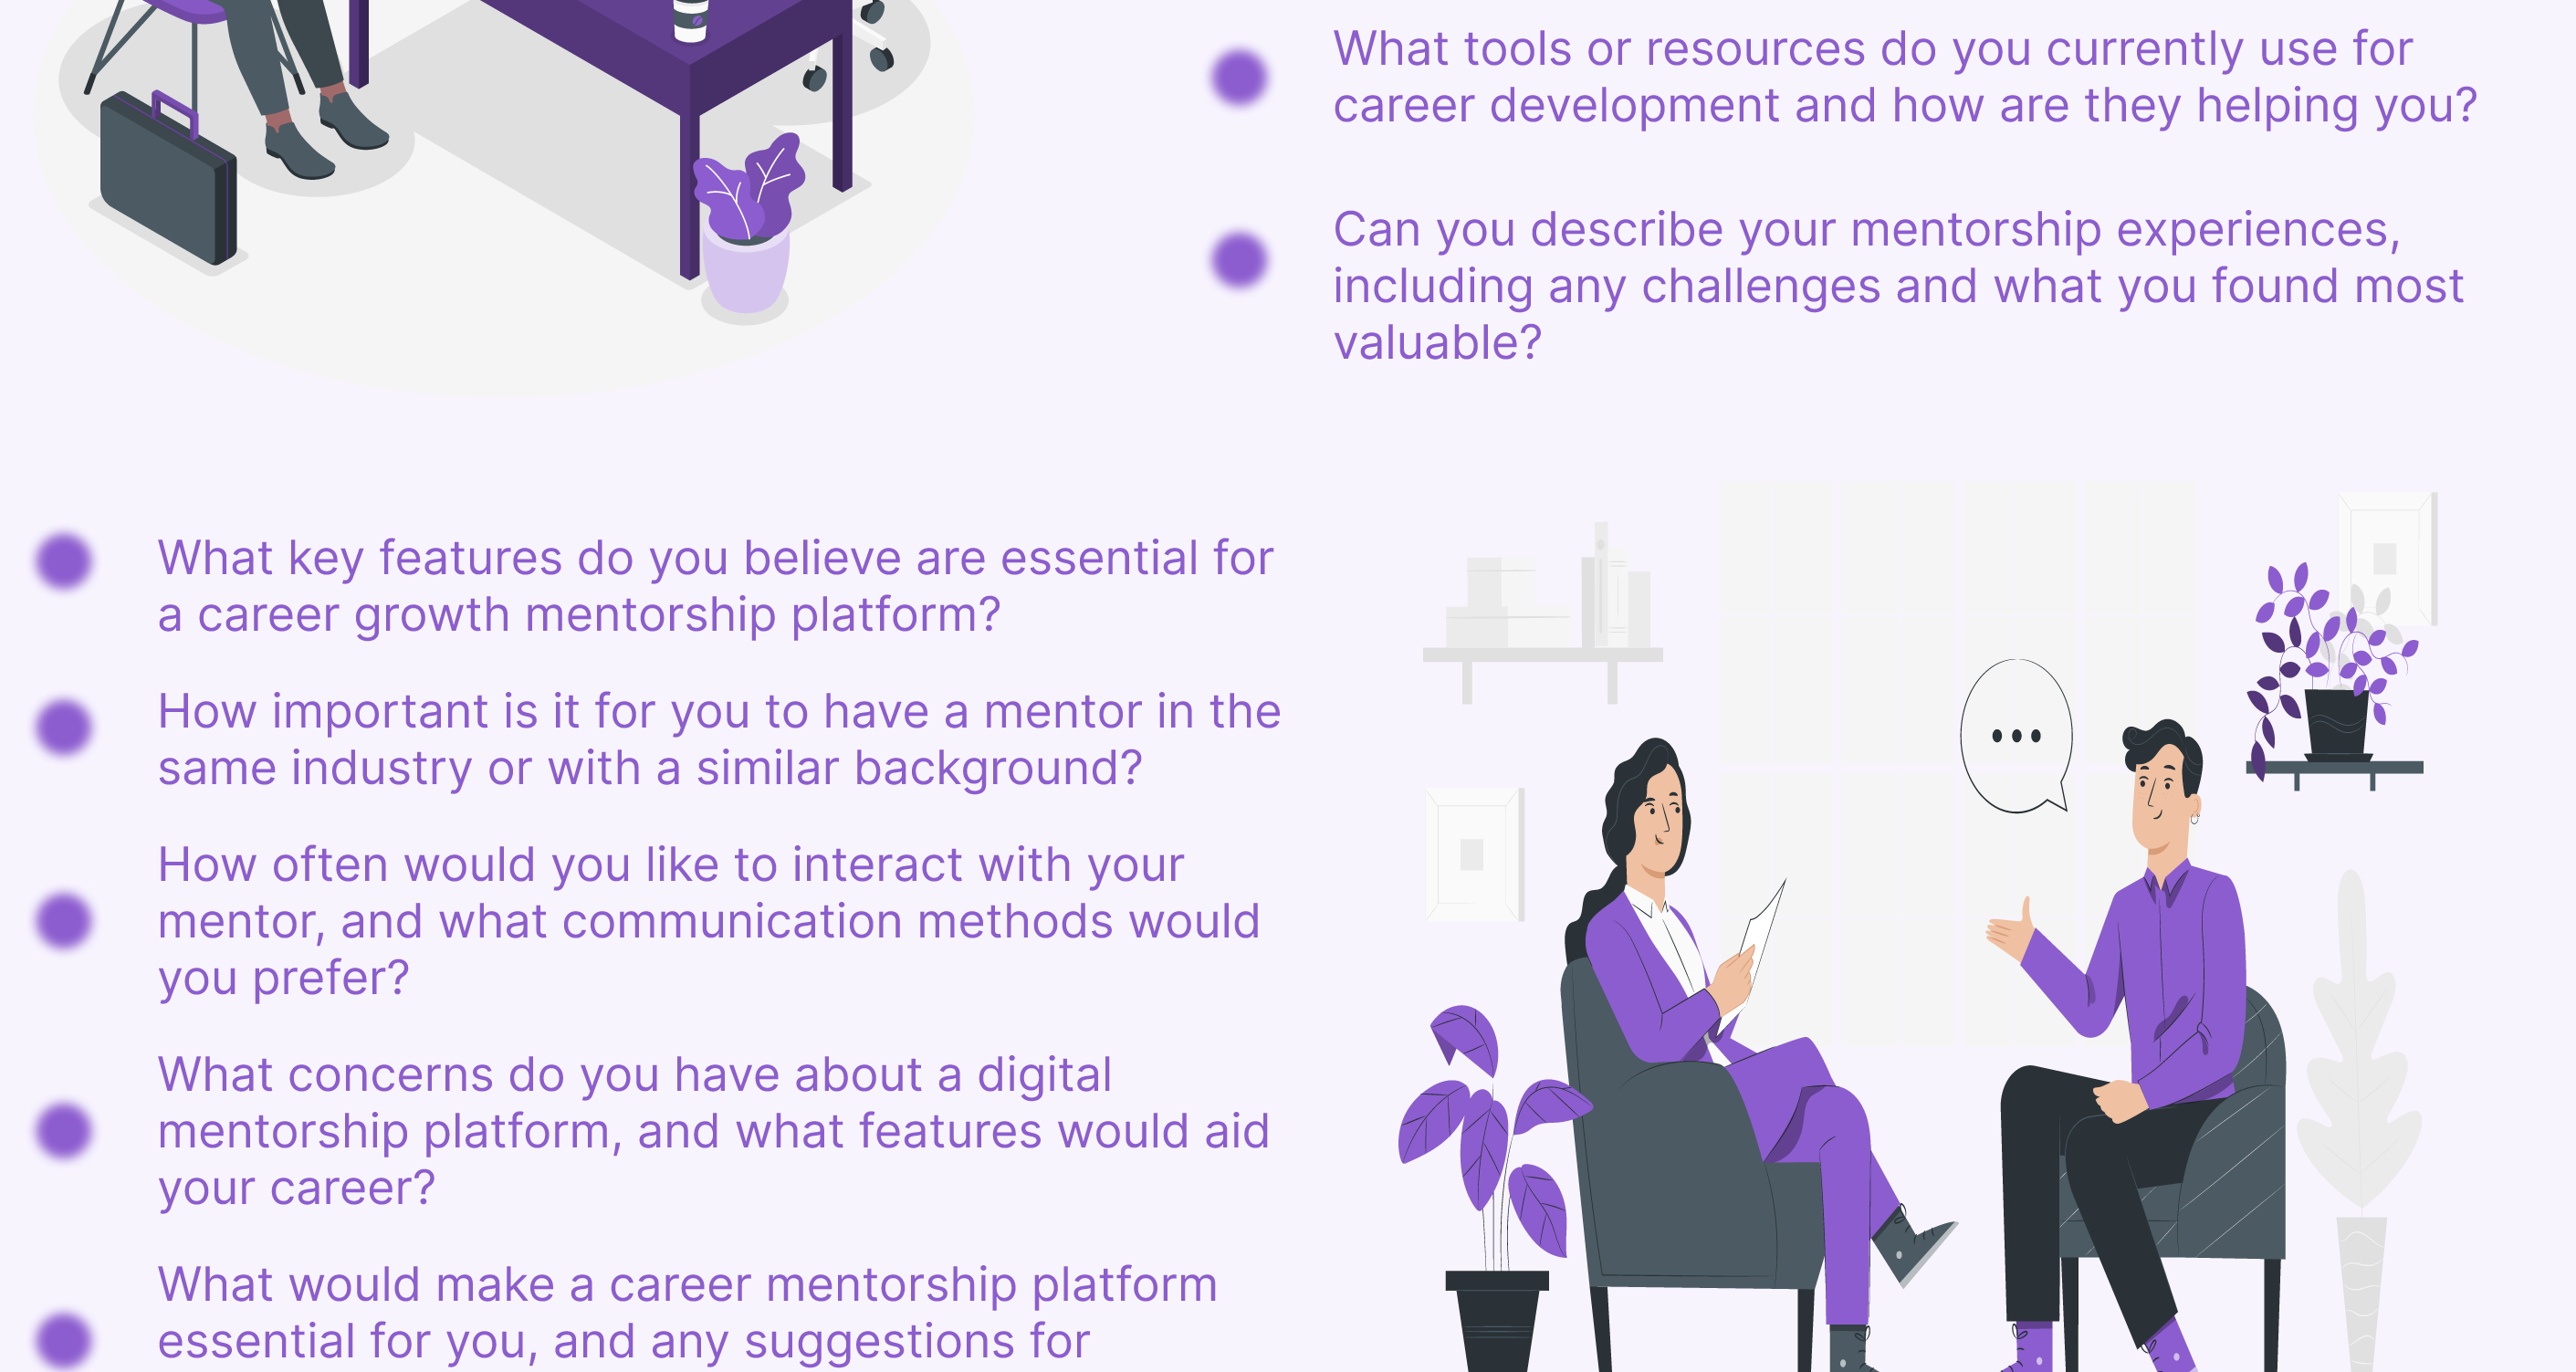 What tools or resources do you currently use for
career development and how are they helping you?
Can you describe your mentorship experiences,
including any challenges and what you found most
valuable?
What key features do you believe are essential for
a career growth mentorship platform?
How important is it for you to have a mentor in the
same industry or with a similar background?
How often would you like to interact with your
mentor, and what communication methods would
you prefer?
What concerns do you have about a digital
mentorship platform, and what features would aid
your career?
What would make a career mentorship platform
essential for you, and any suggestions for